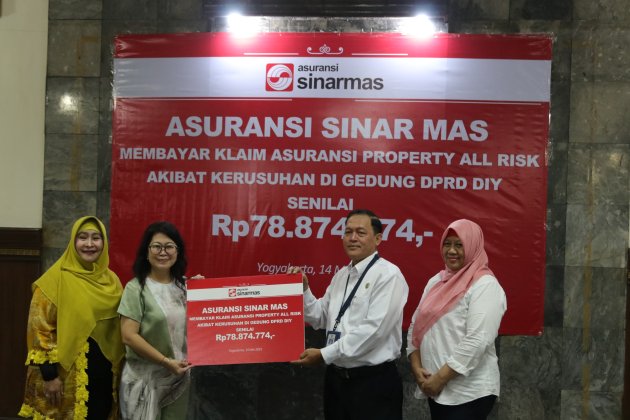 asuransi
sinarmas
ASURANSI SINAR MAS
MEMBAYAR KLAIM ASURANSI PROPERTY ALL RISK
AKIBAT KERUSUHAN DI GEDUNG DPRD DIY
SENILAI
Rp78.874 74,-
Yogyakarta, 14 M
asuransi
sinarmas
ASURANSI SINAR MAS
MEMBAYAR KLAIM ASURANSI PROPERTY ALL RISK
AKIBAT KERUSUHAN DI GEDUNG DPRD DIY
SENILAI
Rp78.874.774,-
Yogyakarta, 14